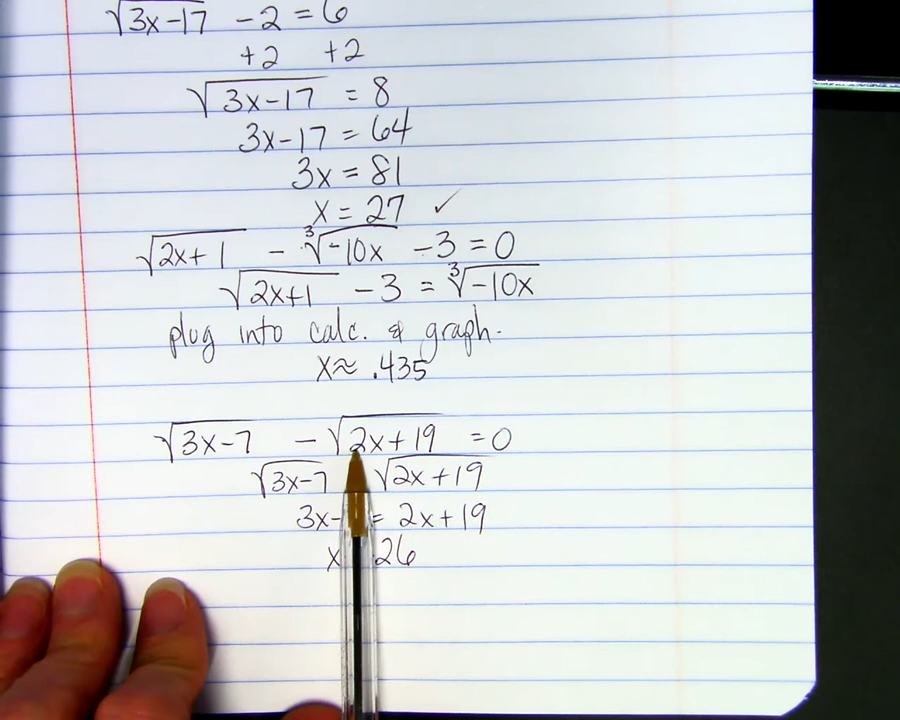 √3x-17 -2 = 6
+2 +2
√3x-17 = 8
3x-17 = 64
3x = 81
x = 27 ✓
√2x+1 - ³√-10x -3 = 0
√2x+1 -3 = ³√-10x
plug into calc. & graph.
x≈ .435
√3x-7 -√2x+19 = 0
√3x-7 √2x+19
3x- = 2x+19
x 26